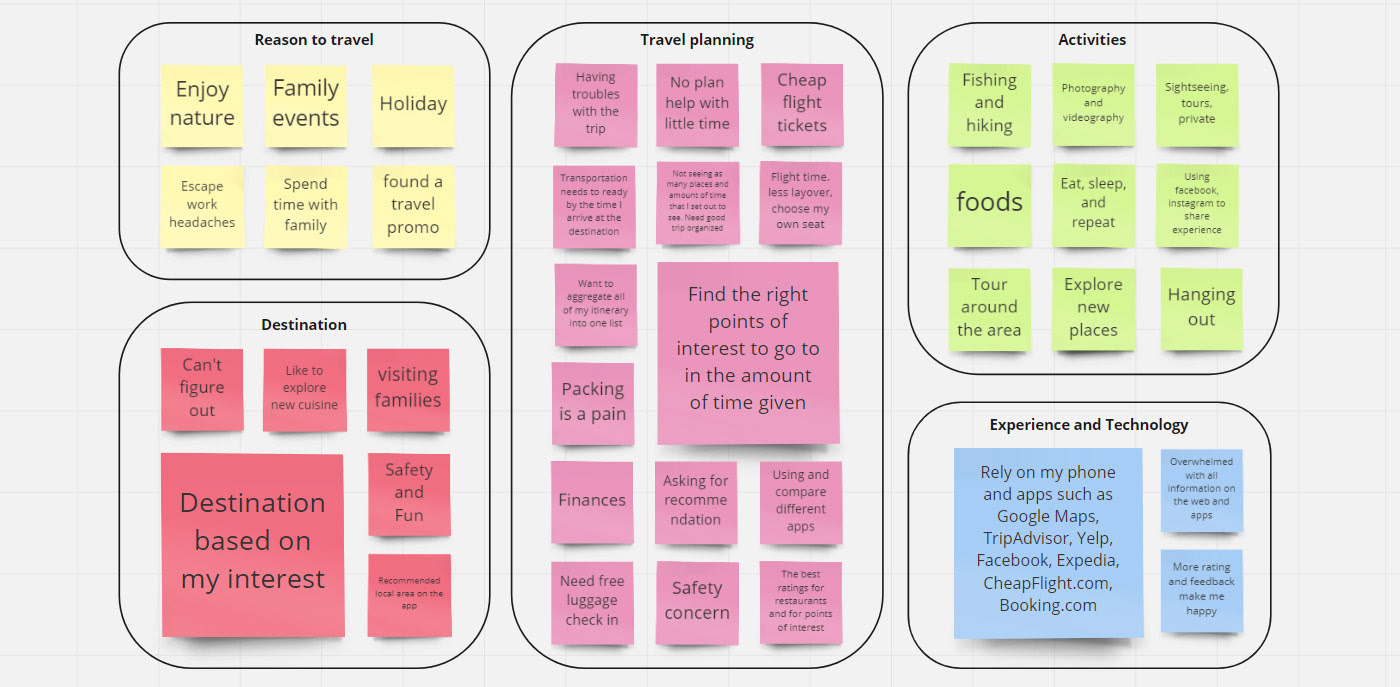 Reason to travel
Enjoy
nature
Family
events
Holiday
Escape
work
headaches
Spend
time with
family
found a
travel
promo
Destination
Can't
figure
out
Like to
explore
new cuisine
visiting
families
Destination
based on
my interest
Safety
and
Fun
Recommended
local area on the
app
Travel planning
Having
troubles
with the
trip
No plan
help with
little time
Cheap
flight
tickets
Transportation
needs to ready
by the time I
arrive at the
destination
Not seeing as
many places and
amount of time
that I set out to
see. Need good
trip organized
Flight time.
less layover,
choose my
own seat
Want to
aggregate all
of my itinerary
into one list
Find the right
points of
interest to go to
in the amount
of time given
Packing
is a pain
Finances
Asking for
recomme
ndation
Using and
compare
different
apps
Need free
luggage
check in
Safety
concern
The best
ratings for
restaurants
and for points
of interest
Activities
Fishing
and
hiking
Photography
and
videography
Sightseeing,
tours,
private
foods
Eat, sleep,
and
repeat
Using
facebook,
instagram to
share
experience
Tour
around
the area
Explore
new
places
Hanging
out
Experience and Technology
Rely on my phone
and apps such as
Google Maps,
TripAdvisor, Yelp,
Facebook, Expedia,
CheapFlight.com,
Booking.com
Overwhelmed
with all
information on
the web and
apps
More rating
and feedback
make me
happy